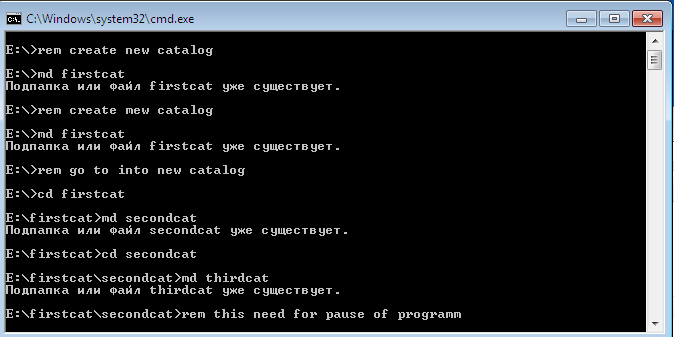 C:\Windows\system32\cmd.exe
E:\>rem create new catalog
E:\>md firstcat
Подпапка или файл firstcat уже существует.
E:\>rem create mew catalog
E:\>md firstcat
Подпапка или файл firstcat уже существует.
E:\>rem go to into new catalog
E:\>cd firstcat
E:\firstcat>md secondcat
Подпапка или файл secondcat уже существует.
E:\firstcat>cd secondcat
E:\firstcat\secondcat>md thirdcat
Подпапка или файл thirdcat уже существует.
E:\firstcat\secondcat>rem this need for pause of programm